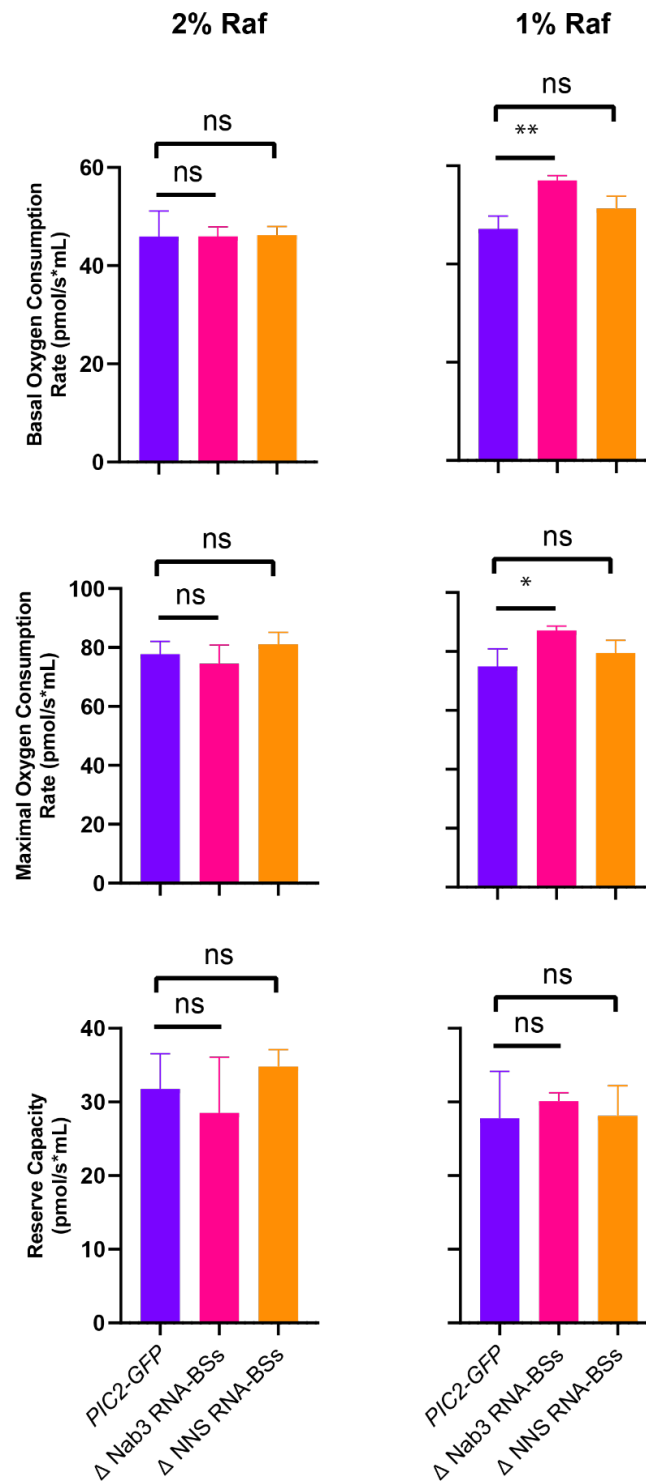 2% Raf
1% Raf
ns
ns
ns
**
60
40
20
0
Basal Oxygen Consumption
Rate (pmol/s*mL)
ns
ns
ns
*
100
80
60
40
20
0
Maximal Oxygen Consumption
Rate (pmol/s*mL)
ns
ns
ns
ns
40
30
20
10
0
Reserve Capacity
(pmol/s*mL)
PIC2-GFP
Δ Nab3 RNA-BSs
Δ NNS RNA-BSs
PIC2-GFP
Δ Nab3 RNA-BSs
Δ NNS RNA-BSs